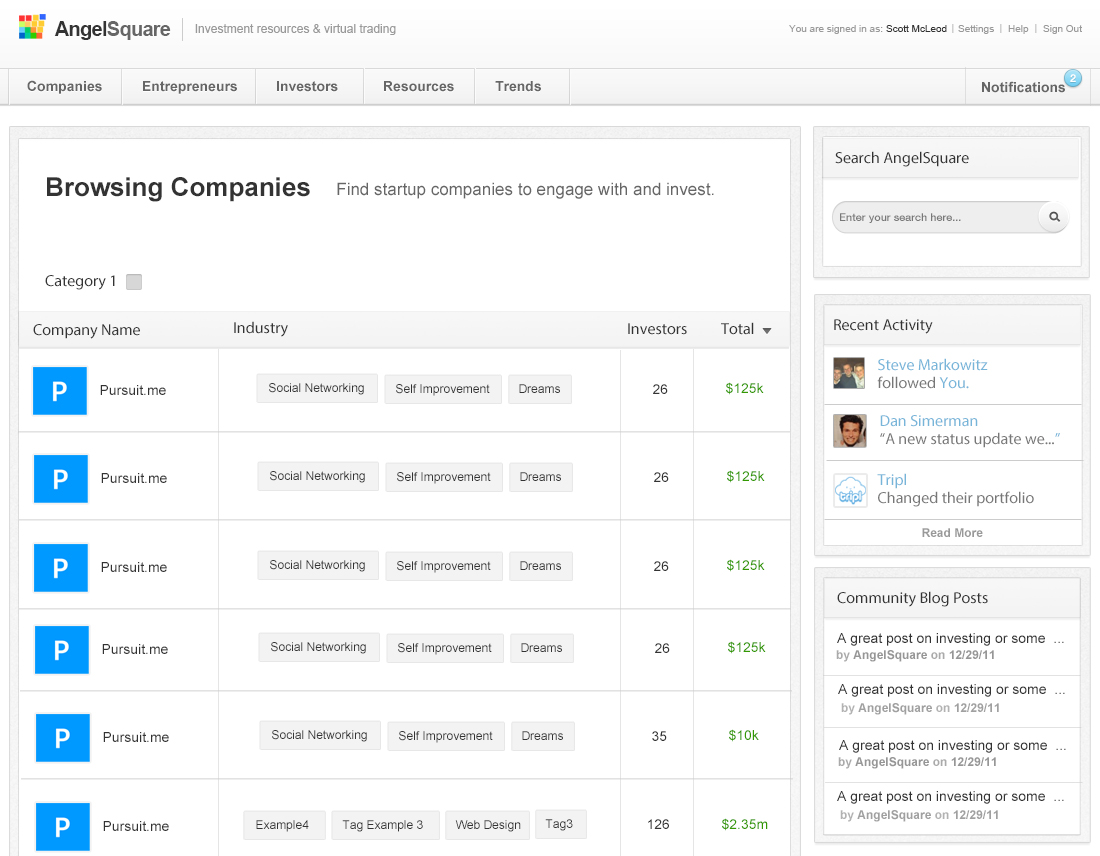 AngelSquare
Investment resources & virtual trading
You are signed in as: Scott McLeod | Settings | Help | Sign Out
Companies
Entrepreneurs
Investors
Resources
Trends
Notifications
2
Browsing Companies
Find startup companies to engage with and invest.
Category 1
Company Name Industry Investors Total
P Pursuit.me Social Networking Self Improvement Dreams 26 $125k
P Pursuit.me Social Networking Self Improvement Dreams 26 $125k
P Pursuit.me Social Networking Self Improvement Dreams 26 $125k
P Pursuit.me Social Networking Self Improvement Dreams 26 $125k
P Pursuit.me Social Networking Self Improvement Dreams 35 $10k
P Pursuit.me Example4 Tag Example 3 Web Design Tag3 126 $2.35m
Search AngelSquare
Enter your search here...
Recent Activity
Steve Markowitz
followed You.
Dan Simerman
“A new status update we...”
tripl
Tripl
Changed their portfolio
Read More
Community Blog Posts
A great post on investing or some ...
by AngelSquare on 12/29/11
A great post on investing or some ...
by AngelSquare on 12/29/11
A great post on investing or some ...
by AngelSquare on 12/29/11
A great post on investing or some ...
by AngelSquare on 12/29/11